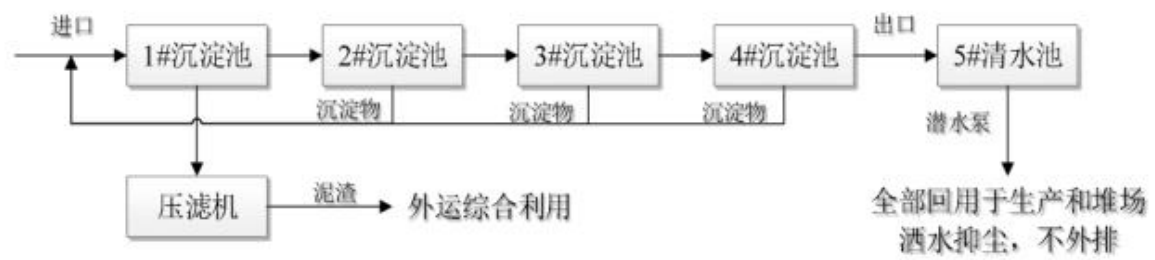 进口
1#沉淀池
2#沉淀池
3#沉淀池
4#沉淀池
出口
5#清水池
沉淀物
沉淀物
沉淀物
潜水泵
压滤机
泥渣
外运综合利用
全部回用于生产和堆场
洒水抑尘，不外排